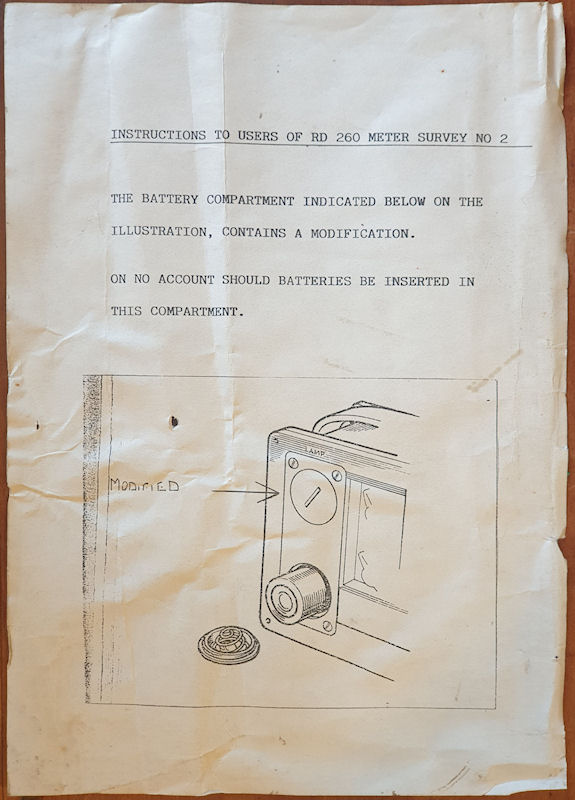 INSTRUCTIONS TO USERS OF RD 260 METER SURVEY NO 2
THE BATTERY COMPARTMENT INDICATED BELOW ON THE
ILLUSTRATION, CONTAINS A MODIFICATION.
ON NO ACCOUNT SHOULD BATTERIES BE INSERTED IN
THIS COMPARTMENT.
LAMP
MODIFIED